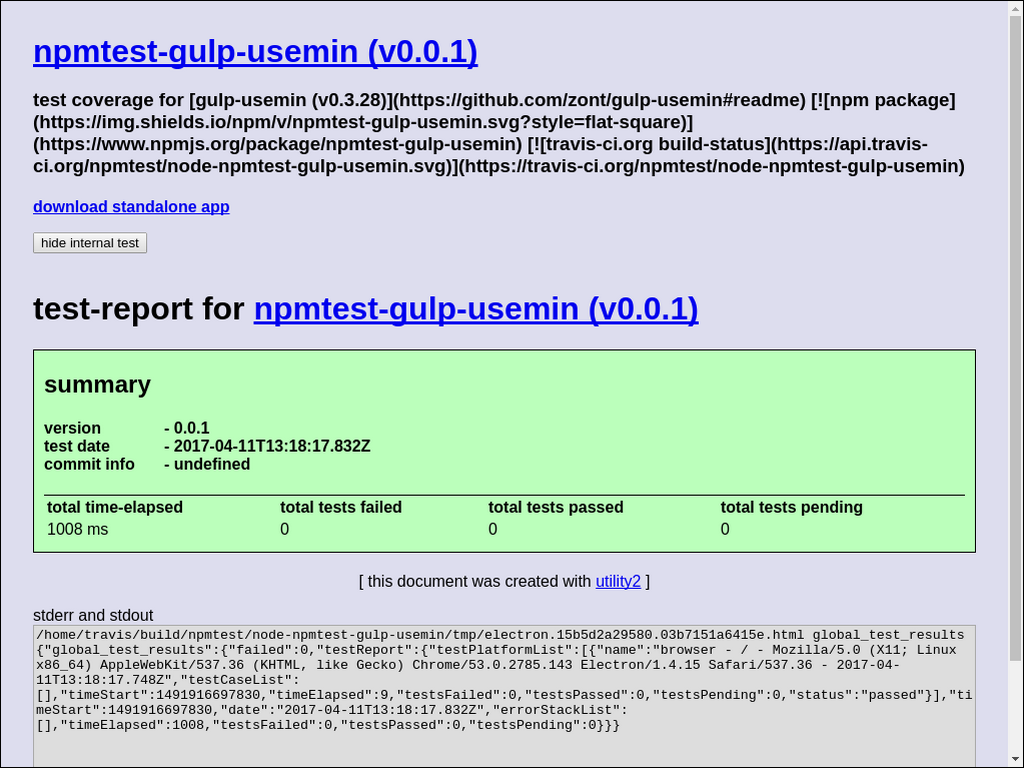 npmtest-gulp-usemin (v0.0.1)
test coverage for [gulp-usemin (v0.3.28)](https://github.com/zont/gulp-usemin#readme) [![npm package]
(https://img.shields.io/npm/v/npmtest-gulp-usemin.svg?style=flat-square)]
(https://www.npmjs.org/package/npmtest-gulp-usemin) [![travis-ci.org build-status](https://api.travis-
ci.org/npmtest/node-npmtest-gulp-usemin.svg)](https://travis-ci.org/npmtest/node-npmtest-gulp-usemin)
download standalone app
hide internal test
test-report for npmtest-gulp-usemin (v0.0.1)
summary
version - 0.0.1
test date - 2017-04-11T13:18:17.832Z
commit info - undefined
total time-elapsed total tests failed total tests passed total tests pending
1008 ms 0 0 0
[ this document was created with utility2 ]
stderr and stdout
/home/travis/build/npmtest/node-npmtest-gulp-usemin/tmp/electron.15b5d2a29580.03b7151a6415e.html global_test_results
{"global_test_results":{"failed":0,"testReport":{"testPlatformList":[{"name":"browser - / - Mozilla/5.0 (X11; Linux
x86_64) AppleWebKit/537.36 (KHTML, like Gecko) Chrome/53.0.2785.143 Electron/1.4.15 Safari/537.36 - 2017-04-
11T13:18:17.748Z","testCaseList":
[],"timeStart":1491916697830,"timeElapsed":9,"testsFailed":0,"testsPassed":0,"testsPending":0,"status":"passed"}],"ti
meStart":1491916697830,"date":"2017-04-11T13:18:17.832Z","errorStackList":
[],"timeElapsed":1008,"testsFailed":0,"testsPassed":0,"testsPending":0}}}